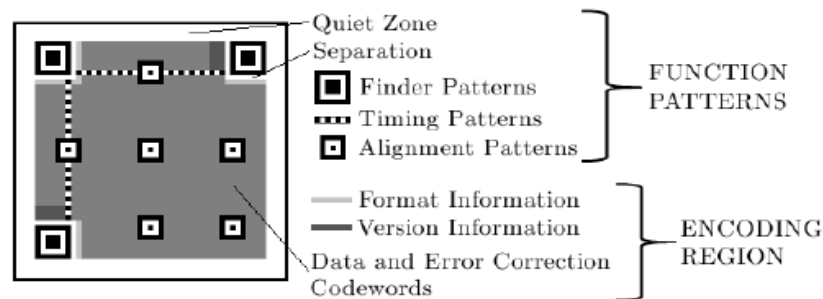 Quiet Zone
Separation
Finder Patterns
Timing Patterns
Alignment Patterns
FUNCTION
PATTERNS
Format Information
Version Information
Data and Error Correction
Codewords
ENCODING
REGION